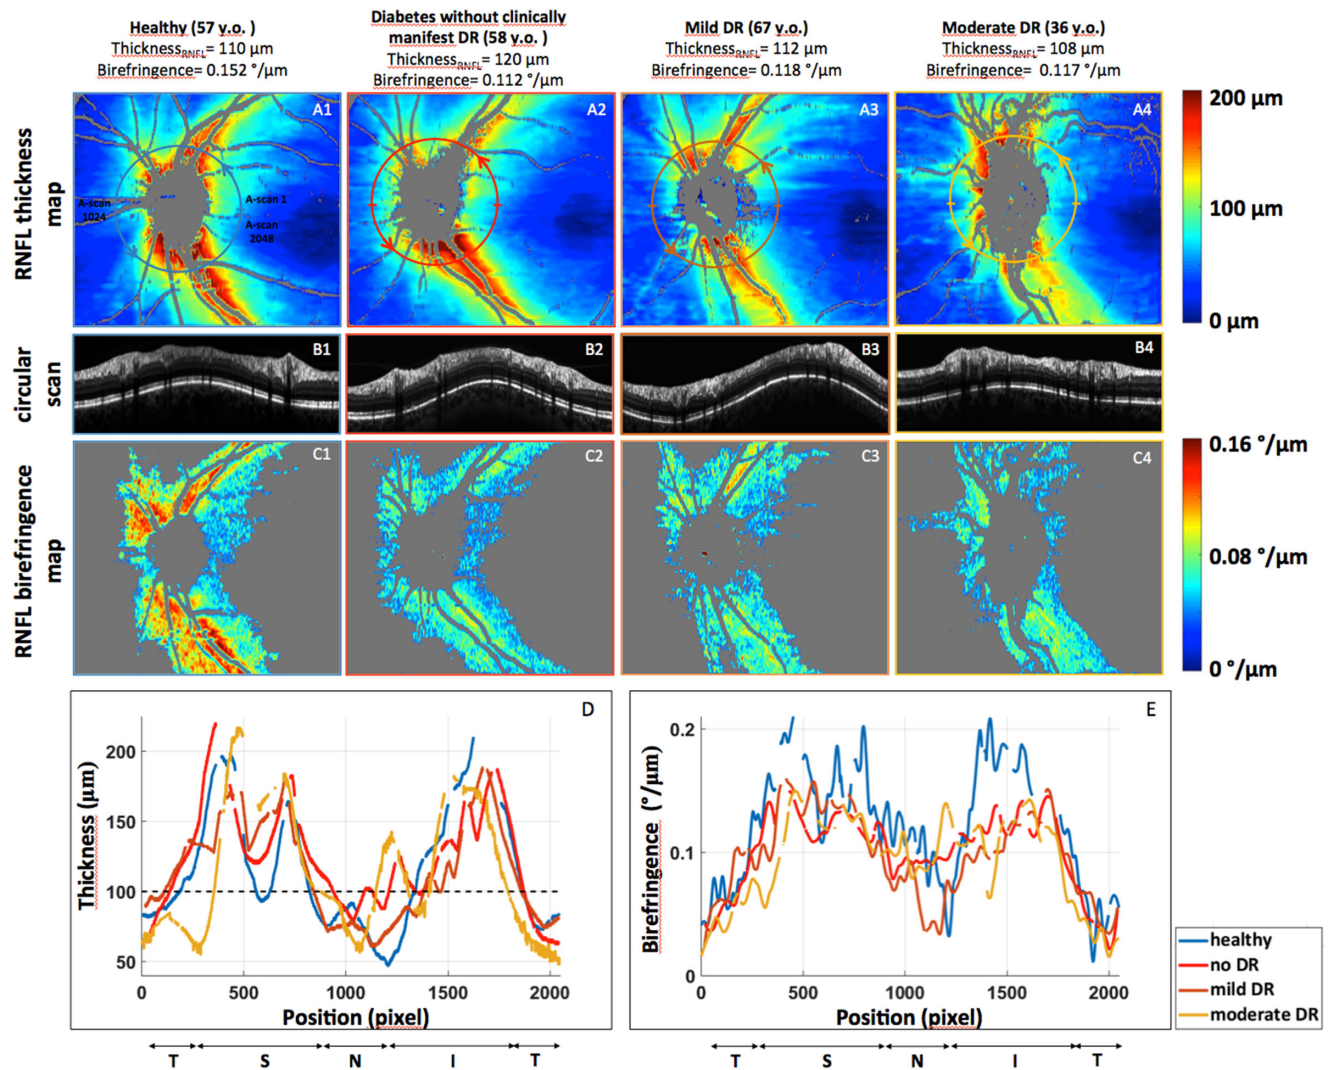 Healthy (57 y.o.)
Thickness_RNFL= 110 µm
Birefringence= 0.152 °/µm
Diabetes without clinically
manifest DR (58 y.o. )
Thickness_RNFL= 120 µm
Birefringence= 0.112 °/µm
Mild DR (67 y.o.)
Thickness_RNFL= 112 µm
Birefringence= 0.118 °/µm
Moderate DR (36 y.o.)
Thickness_RNFL= 108 µm
Birefringence=  0.117 °/µm
RNFL thickness
map
A1
A-scan
1024
A-scan 1
A-scan
2048
A2
A3
A4
200 µm
100 µm
0 µm
circular
scan
B1
B2
B3
B4
RNFL birefringence
map
C1
C2
C3
C4
0.16 °/µm
0.08 °/µm
0 °/µm
D
Thickness (µm)
200
150
100
50
0
500
1000
1500
2000
Position (pixel)
T
S
N
I
T
E
Birefringence (°/µm)
0.2
0.1
0
0
500
1000
1500
2000
Position (pixel)
T
S
N
I
T
healthy
no DR
mild DR
moderate DR